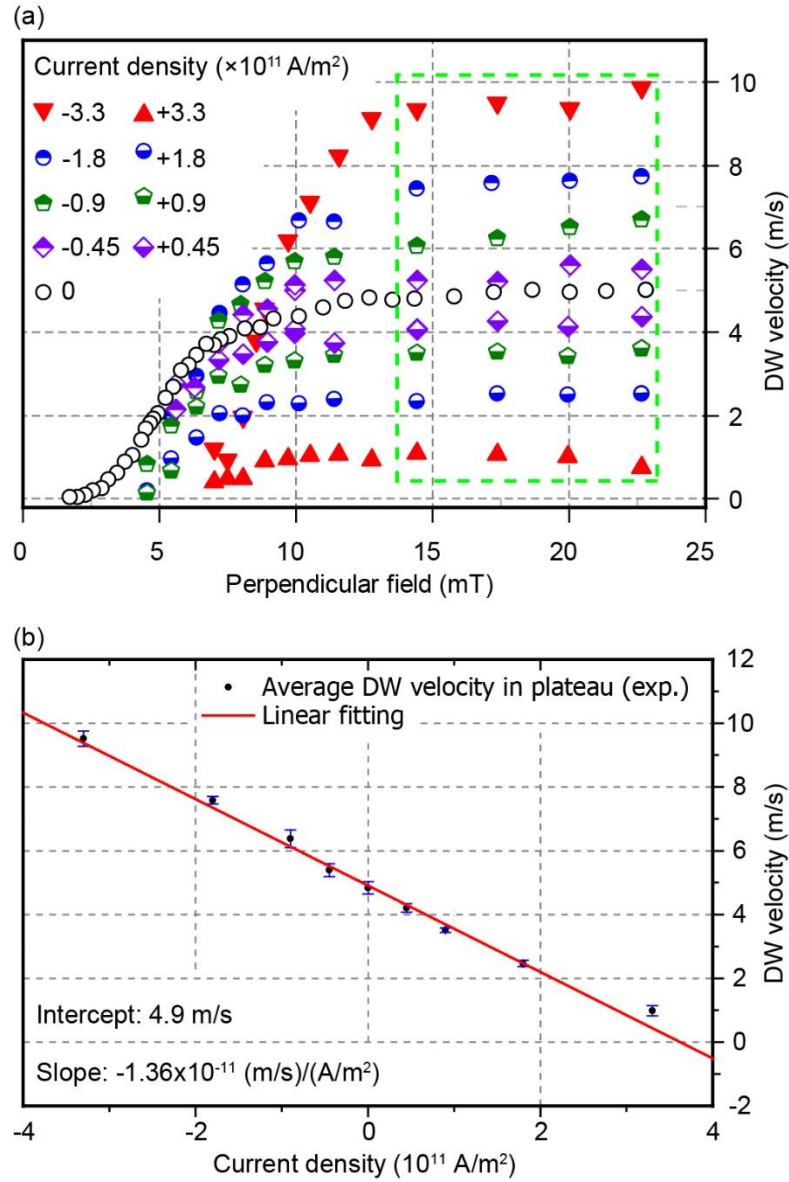 (a)
Current density (×10¹¹ A/m²)
-3.3 +3.3
-1.8 +1.8
-0.9 +0.9
-0.45 +0.45
0
10
8
6
4
2
0
DW velocity (m/s)
0 5 10 15 20 25
Perpendicular field (mT)
(b)
Average DW velocity in plateau (exp.)
Linear fitting
12
10
8
6
4
2
0
-2
DW velocity (m/s)
Intercept: 4.9 m/s
Slope: -1.36x10⁻¹¹ (m/s)/(A/m²)
-4 -2 0 2 4
Current density (10¹¹ A/m²)